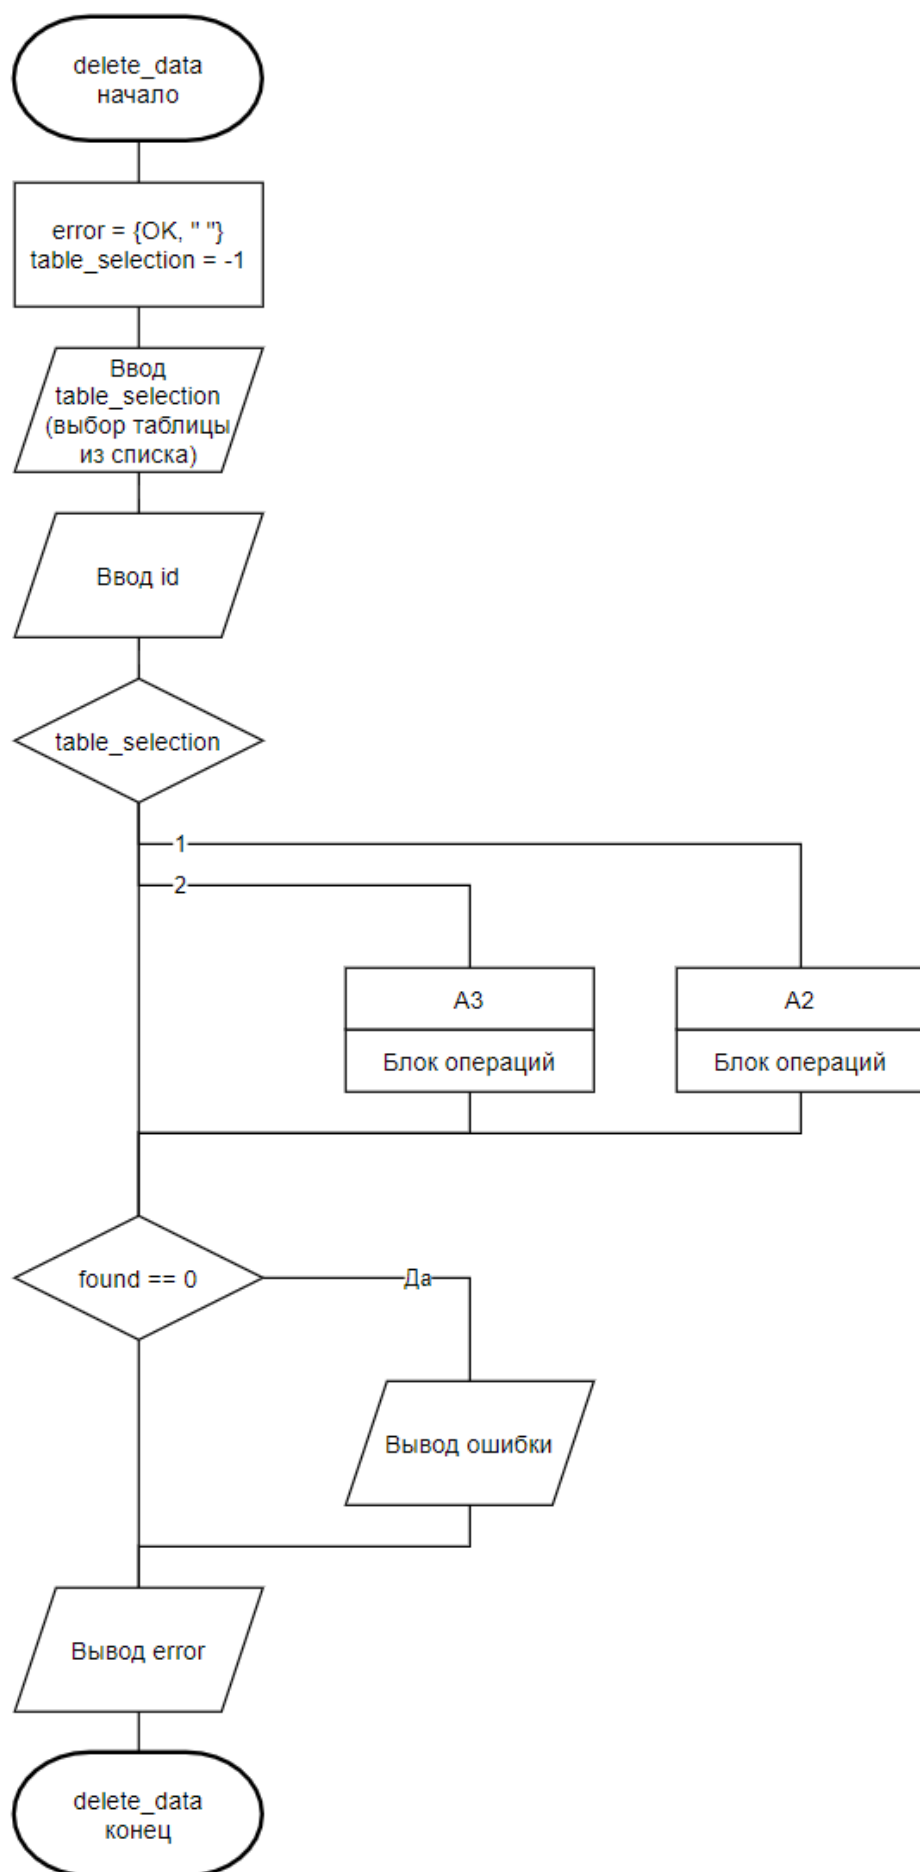 delete_data
начало
error = {OK, " "}
table_selection = -1
Ввод
table_selection
(выбор таблицы
из списка)
Ввод id
table_selection
1
2
A3
A2
Блок операций
Блок операций
found == 0
Да
Вывод ошибки
Вывод error
delete_data
конец